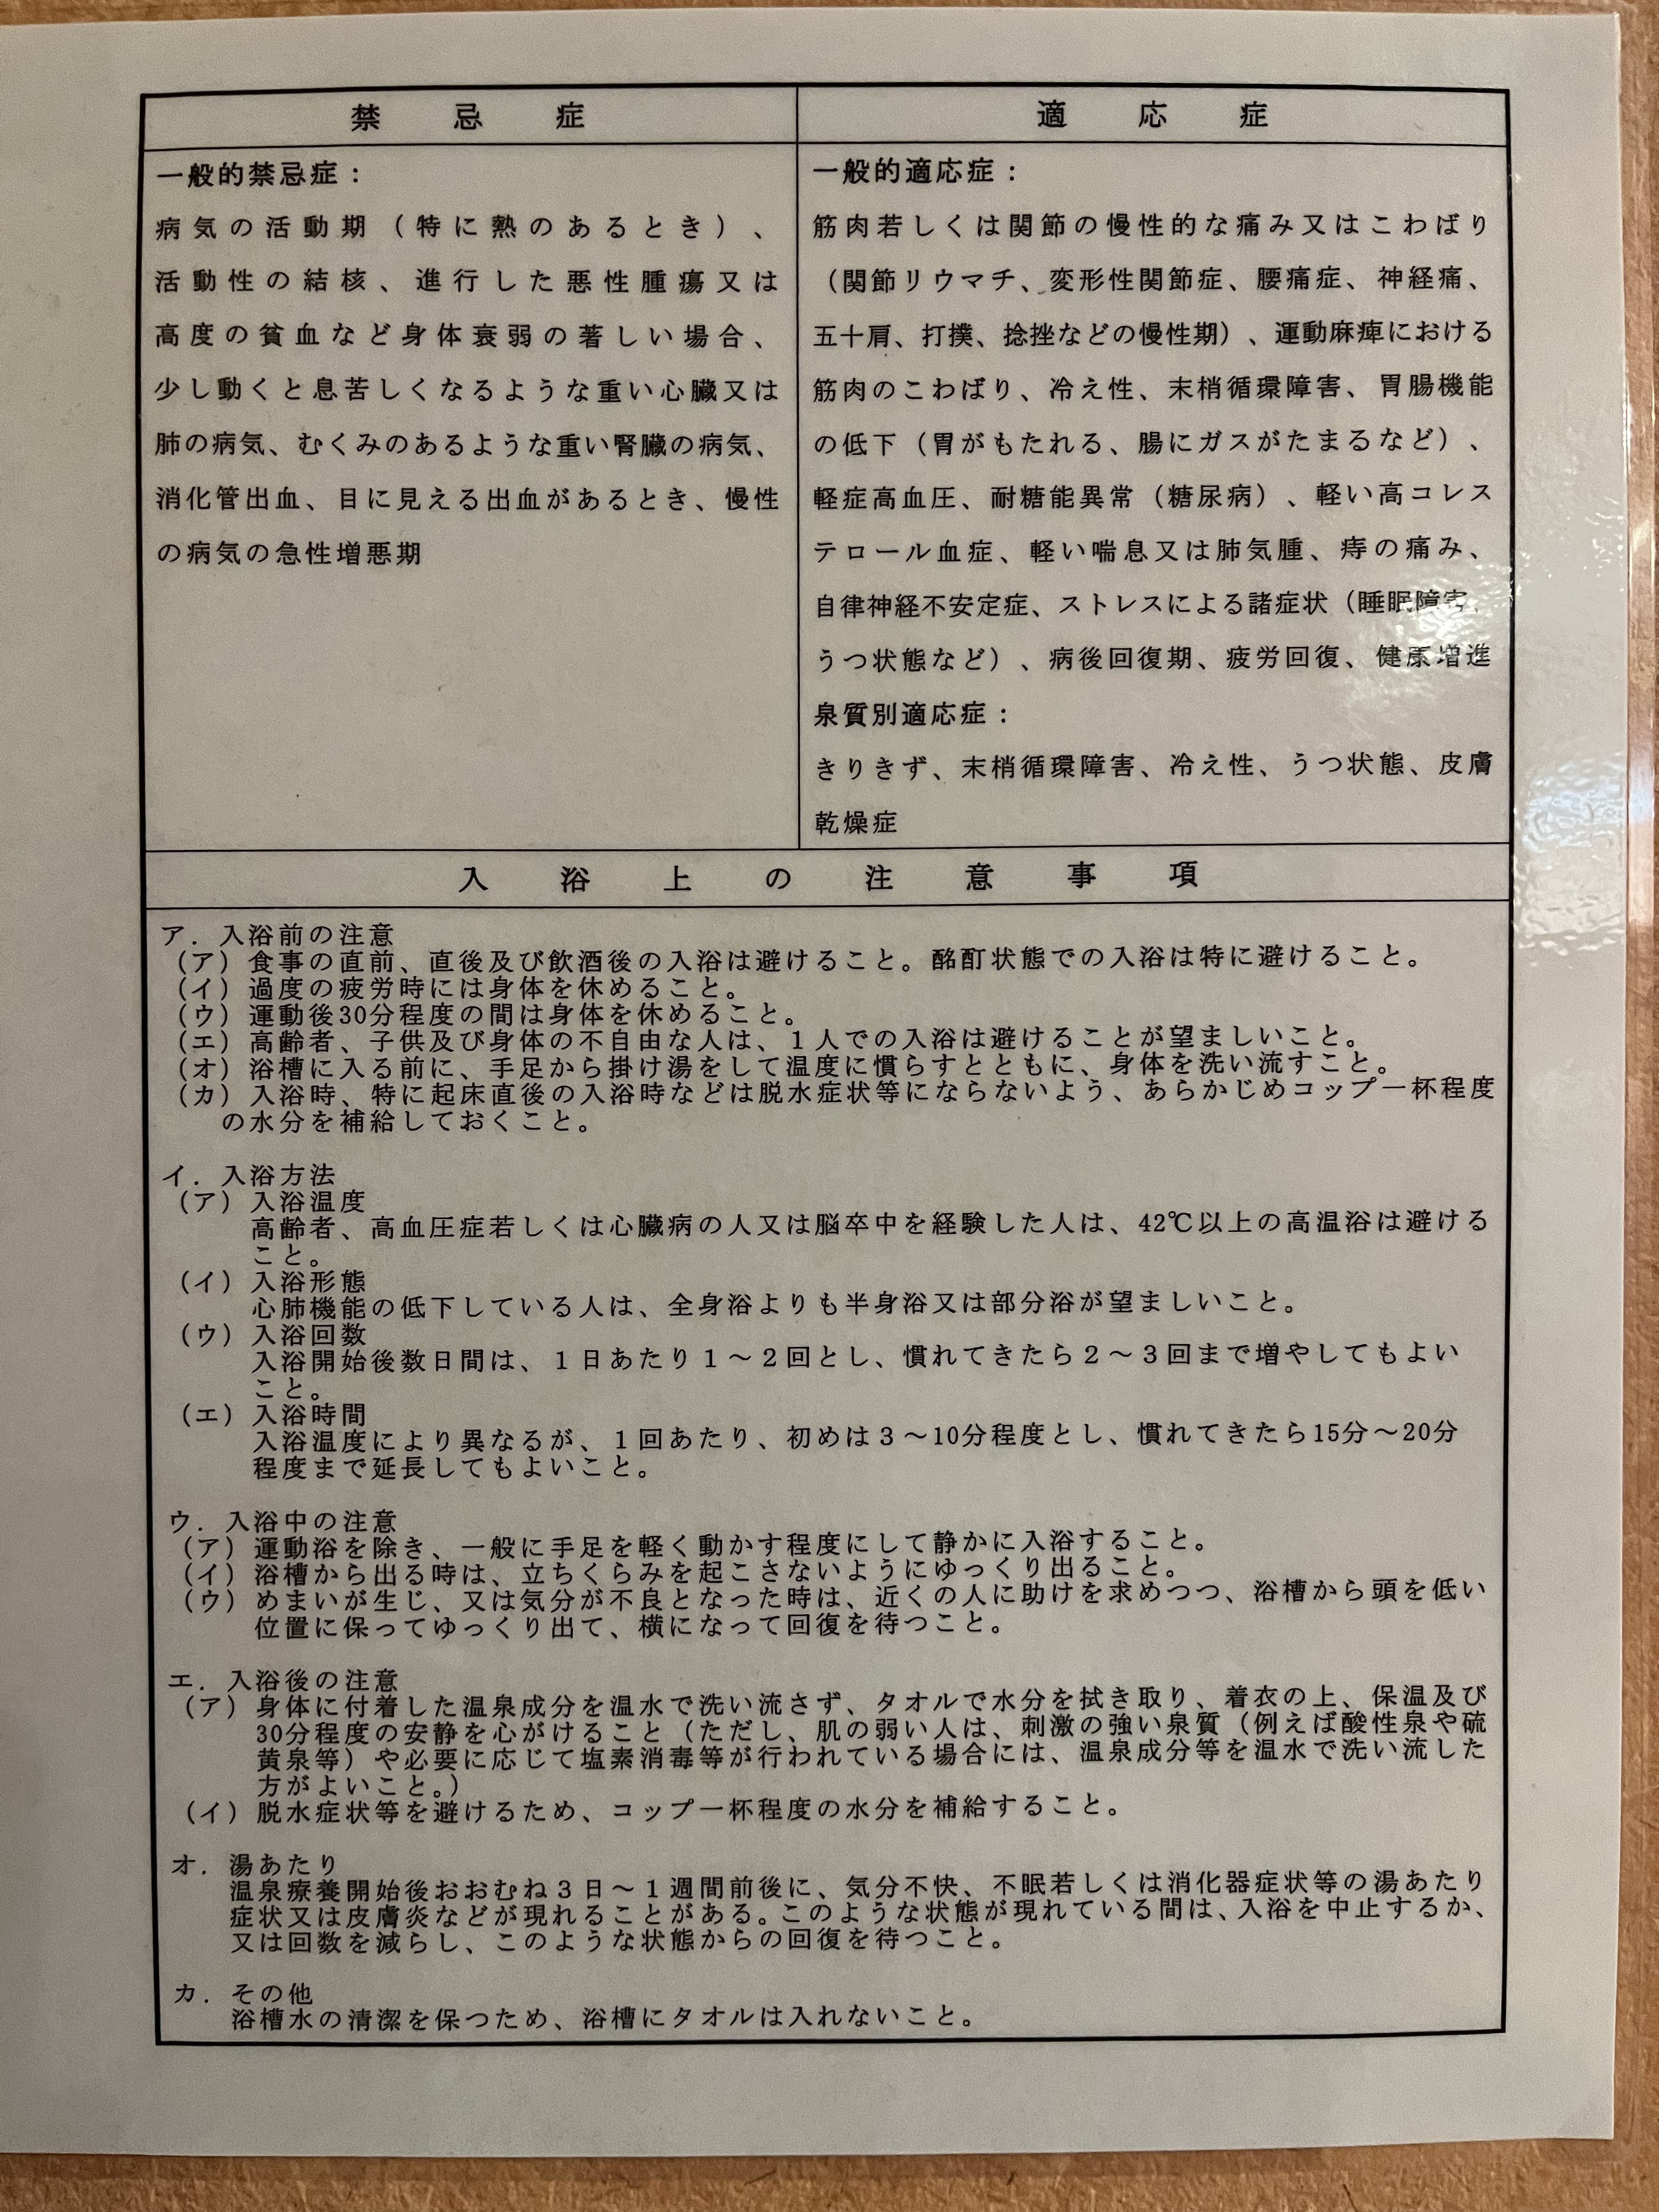 禁忌症
適応症
一般的禁忌症：
病気の活動期（特に熱のあるとき）、
活動性の結核、進行した悪性腫瘍又は
高度の貧血など身体衰弱の著しい場合、
少し動くと息苦しくなるような重い心臓又は
肺の病気、むくみのあるような重い腎臓の病気、
消化管出血、目に見える出血があるとき、慢性
の病気の急性増悪期
一般的適応症：
筋肉若しくは関節の慢性的な痛み又はこわばり
（関節リウマチ、変形性関節症、腰痛症、神経痛、
五十肩、打撲、捻挫などの慢性期）、運動麻痺における
筋肉のこわばり、冷え性、末梢循環障害、胃腸機能
の低下（胃がもたれる、腸にガスがたまるなど）、
軽症高血圧、耐糖能異常（糖尿病）、軽い高コレス
テロール血症、軽い喘息又は肺気腫、痔の痛み、
自律神経不安定症、ストレスによる諸症状（睡眠障害、
うつ状態など）、病後回復期、疲労回復、健康増進
泉質別適応症：
きりきず、末梢循環障害、冷え性、うつ状態、皮膚
乾燥症
入浴上の注意事項
ア．入浴前の注意
（ア）食事の直前、直後及び飲酒後の入浴は避けること。酩酊状態での入浴は特に避けること。
（イ）過度の疲労時には身体を休めること。
（ウ）運動後30分程度の間は身体を休めること。
（エ）高齢者、子供及び身体の不自由な人は、１人での入浴は避けることが望ましいこと。
（オ）浴槽に入る前に、手足から掛け湯をして温度に慣らすとともに、身体を洗い流すこと。
（カ）入浴時、特に起床直後の入浴時などは脱水症状等にならないよう、あらかじめコップ一杯程度
の水分を補給しておくこと。
イ．入浴方法
（ア）入浴温度
高齢者、高血圧症若しくは心臓病の人又は脳卒中を経験した人は、42℃以上の高温浴は避ける
こと。
（イ）入浴形態
心肺機能の低下している人は、全身浴よりも半身浴又は部分浴が望ましいこと。
（ウ）入浴回数
入浴開始後数日間は、１日あたり１～２回とし、慣れてきたら２～３回まで増やしてもよい
こと。
（エ）入浴時間
入浴温度により異なるが、１回あたり、初めは３～10分程度とし、慣れてきたら15分～20分
程度まで延長してもよいこと。
ウ．入浴中の注意
（ア）運動浴を除き、一般に手足を軽く動かす程度にして静かに入浴すること。
（イ）浴槽から出る時は、立ちくらみを起こさないようにゆっくり出ること。
（ウ）めまいが生じ、又は気分が不良となった時は、近くの人に助けを求めつつ、浴槽から頭を低い
位置に保ってゆっくり出て、横になって回復を待つこと。
エ．入浴後の注意
（ア）身体に付着した温泉成分を温水で洗い流さず、タオルで水分を拭き取り、着衣の上、保温及び
30分程度の安静を心がけること（ただし、肌の弱い人は、刺激の強い泉質（例えば酸性泉や硫
黄泉等）や必要に応じて塩素消毒等が行われている場合には、温泉成分等を温水で洗い流した
方がよいこと。）
（イ）脱水症状等を避けるため、コップ一杯程度の水分を補給すること。
オ．湯あたり
温泉療養開始後おおむね３日～１週間前後に、気分不快、不眠若しくは消化器症状等の湯あたり
症状又は皮膚炎などが現れることがある。このような状態が現れている間は、入浴を中止するか、
又は回数を減らし、このような状態からの回復を待つこと。
カ．その他
浴槽水の清潔を保つため、浴槽にタオルは入れないこと。